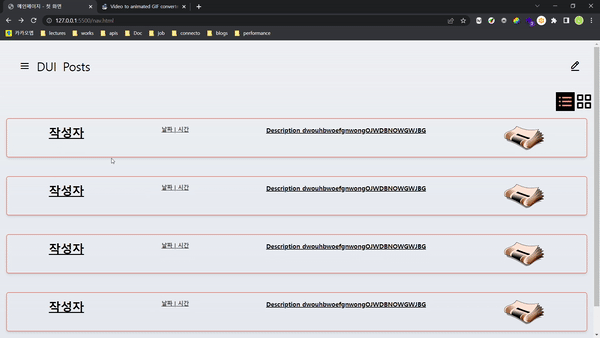 메인페이지 - 첫 화면
Video to animated GIF converte
127.0.0.1:5500/nav.html
카카오맵 lectures works apis Doc job connecto blogs performance
DUI Posts
작성자 날짜 | 시간 Description dwouhbwoefgnwongOJWDBNOWGWJBG
작성자 날짜 | 시간 Description dwouhbwoefgnwongOJWDBNOWGWJBG
작성자 날짜 | 시간 Description dwouhbwoefgnwongOJWDBNOWGWJBG
작성자 날짜 | 시간 Description dwouhbwoefgnwongOJWDBNOWGWJBG